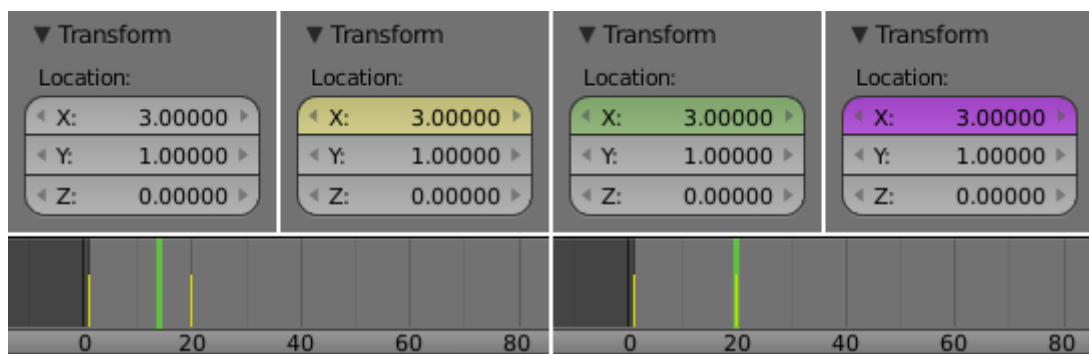 ▼ Transform ▼ Transform ▼ Transform ▼ Transform
Location: Location: Location: Location:
X: 3.00000 X: 3.00000 X: 3.00000 X: 3.00000
Y: 1.00000 Y: 1.00000 Y: 1.00000 Y: 1.00000
Z: 0.00000 Z: 0.00000 Z: 0.00000 Z: 0.00000
0 20 40 60 80 0 20 40 60 80